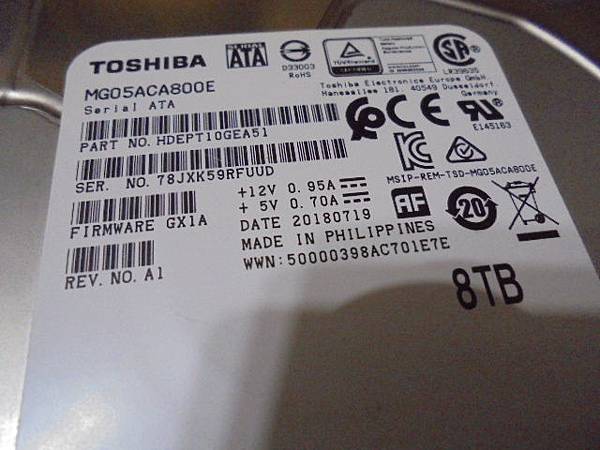 TOSHIBA
SERIAL
ATA
D33003
RoHS
TÜVRheinland
LR39635
MG05ACA800E
Serial ATA
Toshiba Electronics Europe GmbH
Hansaallee 181, 40549 Duesseldorf
Germany
PART NO. HDEPT10GEA51
E145163
SER. NO. 78JXK59RFUUD
MSIP-REM-TSD-MG05ACA800E
+12V 0.95A
+ 5V 0.70A
FIRMWARE GX1A
DATE 20180719
AF
20
MADE IN PHILIPPINES
REV. NO. A1
WWN:50000398AC701E7E
8TB